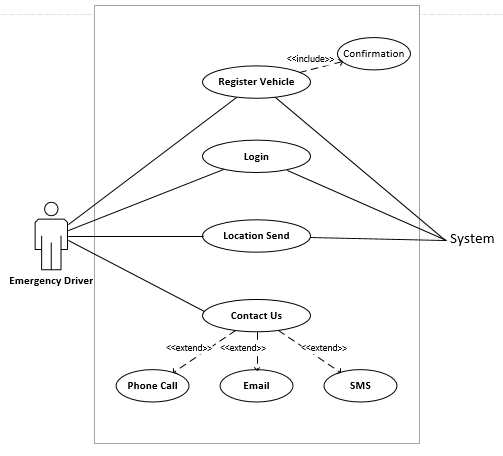 <<include>>
Confirmation
Register Vehicle
Login
Location Send
System
Emergency Driver
Contact Us
<<extend>>
<<extend>>
<<extend>>
Phone Call
Email
SMS